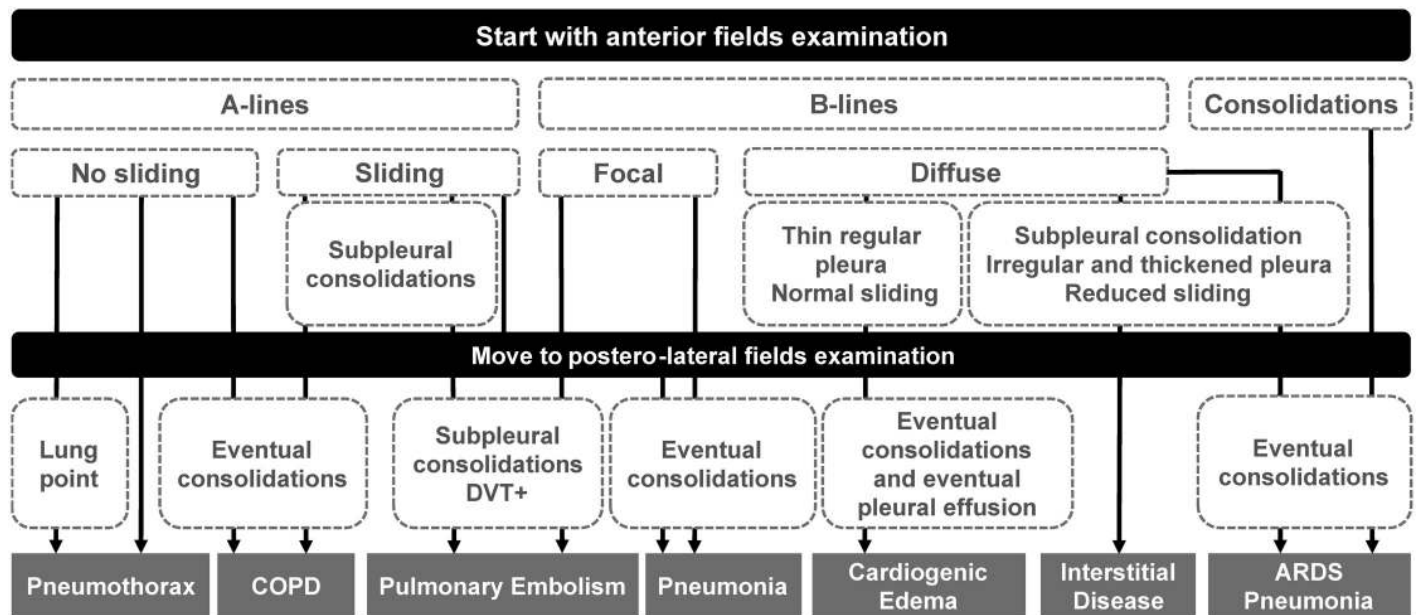 Start with anterior fields examination
A-lines
B-lines
Consolidations
No sliding
Sliding
Focal
Diffuse
Subpleural
consolidations
Thin regular
pleura
Normal sliding
Subpleural consolidation
Irregular and thickened pleura
Reduced sliding
Move to postero-lateral fields examination
Lung
point
Eventual
consolidations
Subpleural
consolidations
DVT+
Eventual
consolidations
Eventual
consolidations
and eventual
pleural effusion
Eventual
consolidations
Pneumothorax
COPD
Pulmonary Embolism
Pneumonia
Cardiogenic
Edema
Interstitial
Disease
ARDS
Pneumonia